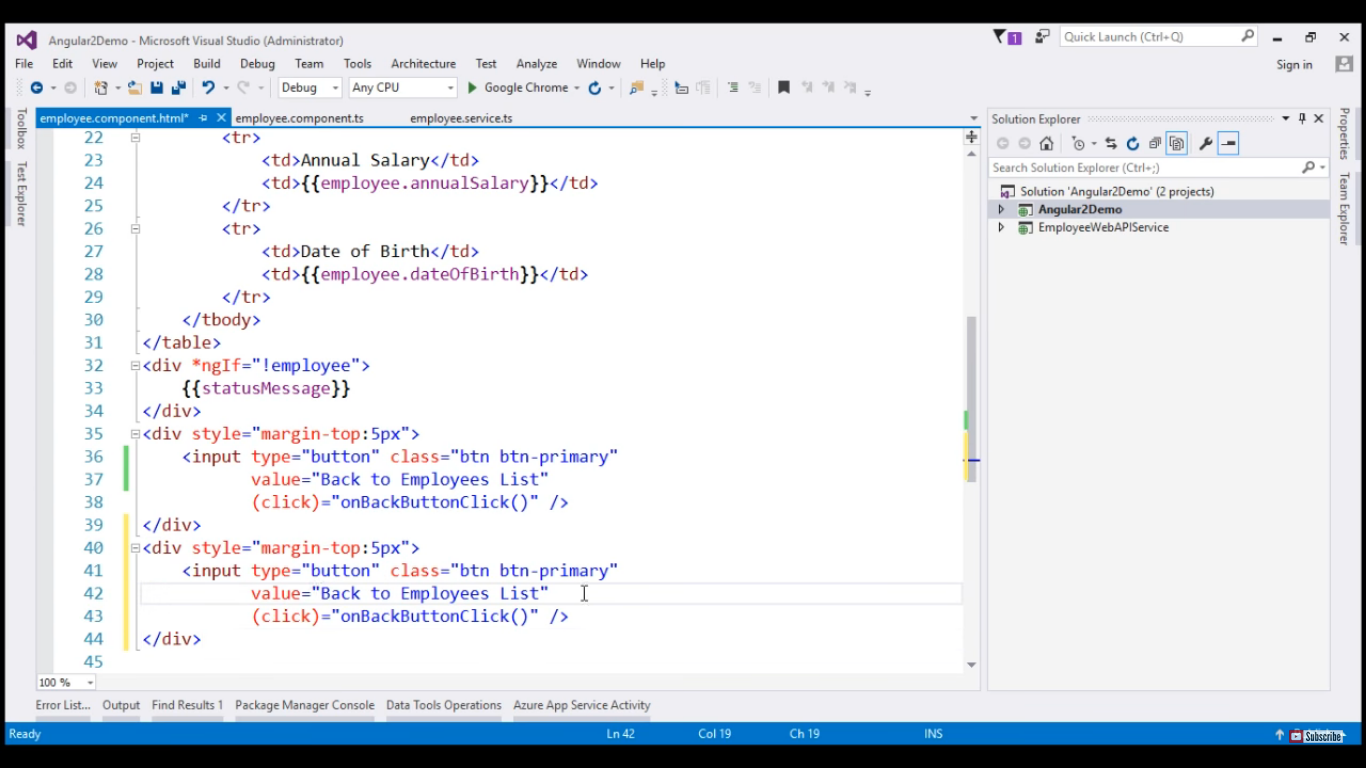 Angular2Demo - Microsoft Visual Studio (Administrator)
1
Quick Launch (Ctrl+Q)
File Edit View Project Build Debug Team Tools Architecture Test Analyze Window Help
Sign in
Debug Any CPU Google Chrome
employee.component.html* employee.component.ts employee.service.ts
Toolbox
Test Explorer
22 <tr>
23 <td>Annual Salary</td>
24 <td>{{employee.annualSalary}}</td>
25 </tr>
26 <tr>
27 <td>Date of Birth</td>
28 <td>{{employee.dateOfBirth}}</td>
29 </tr>
30 </tbody>
31 </table>
32 <div *ngIf="!employee">
33 {{statusMessage}}
34 </div>
35 <div style="margin-top:5px">
36 <input type="button" class="btn btn-primary"
37 value="Back to Employees List"
38 (click)="onBackButtonClick()" />
39 </div>
40 <div style="margin-top:5px">
41 <input type="button" class="btn btn-primary"
42 value="Back to Employees List"
43 (click)="onBackButtonClick()" />
44 </div>
45
100 %
Solution Explorer
Search Solution Explorer (Ctrl+;)
Solution 'Angular2Demo' (2 projects)
Angular2Demo
EmployeeWebAPIService
Properties
Team Explorer
Error List... Output Find Results 1 Package Manager Console Data Tools Operations Azure App Service Activity
Ready Ln 42 Col 19 Ch 19 INS
Subscribe